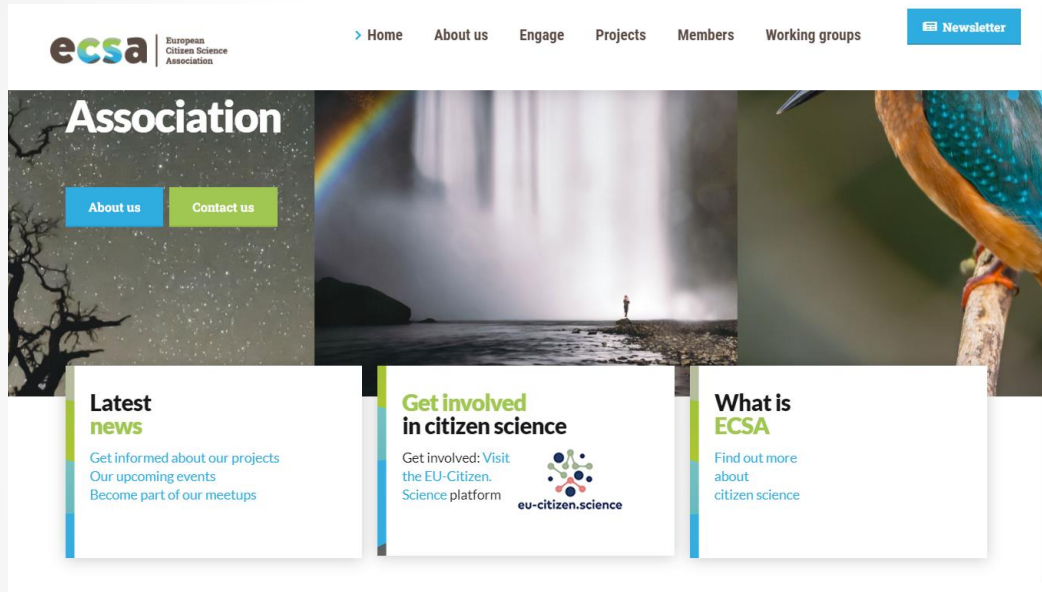 ecsa
European
Citizen Science
Association
Home About us Engage Projects Members Working groups
Newsletter
Association
About us Contact us
Latest
news
Get informed about our projects
Our upcoming events
Become part of our meetups
Get involved
in citizen science
Get involved: Visit
the EU-Citizen.
Science platform
eu-citizen.science
What is
ECSA
Find out more
about
citizen science